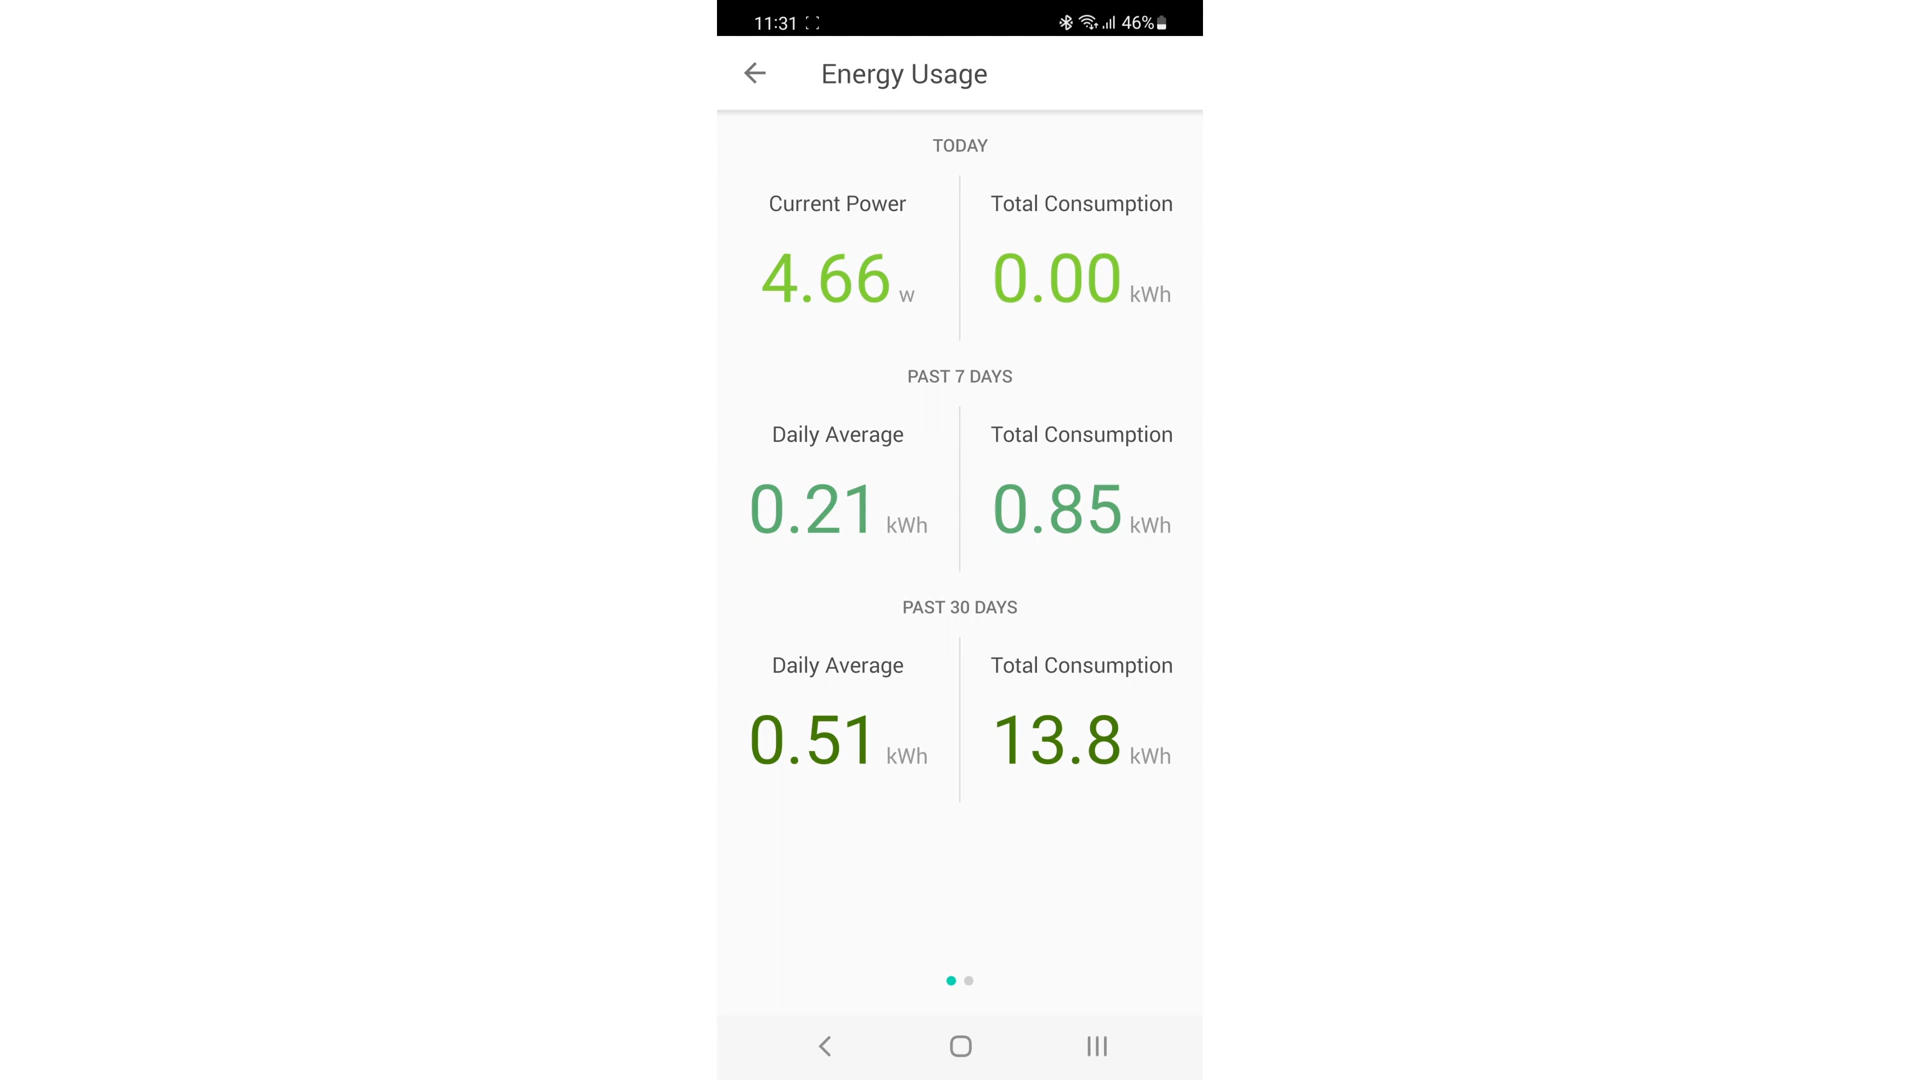 11:31 46%
Energy Usage
TODAY
Current Power Total Consumption
4.66 w 0.00 kWh
PAST 7 DAYS
Daily Average Total Consumption
0.21 kWh 0.85 kWh
PAST 30 DAYS
Daily Average Total Consumption
0.51 kWh 13.8 kWh